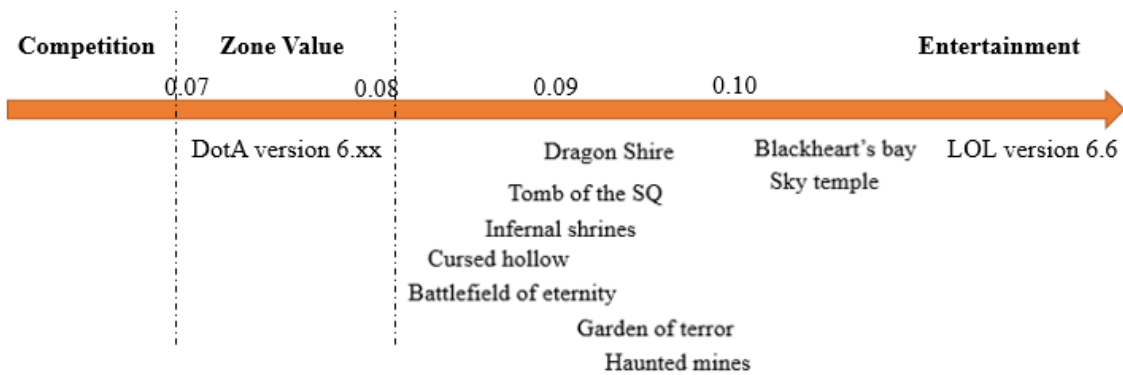 Competition
Zone Value
Entertainment
0.07
0.08
0.09
0.10
DotA version 6.xx
Dragon Shire
Blackheart's bay
LOL version 6.6
Sky temple
Tomb of the SQ
Infernal shrines
Cursed hollow
Battlefield of eternity
Garden of terror
Haunted mines